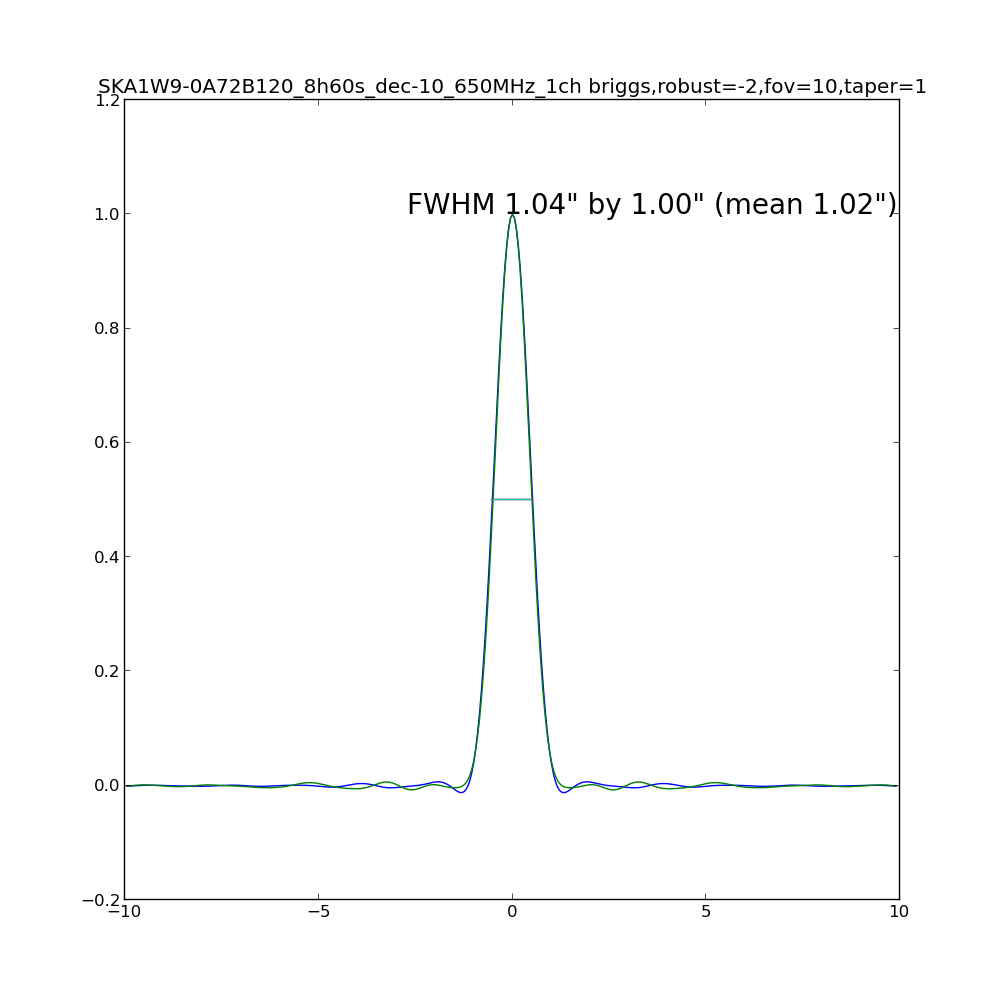 SKA1W9-0A72B120_8h60s_dec-10_650MHz_1ch briggs,robust=-2,fov=10,taper=1
1.2
FWHM 1.04" by 1.00" (mean 1.02")
1.0
0.8
0.6
0.4
0.2
0.0
−0.2
−10 −5 0 5 10